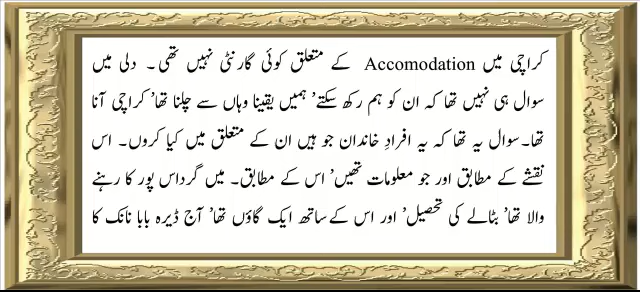 کراچی میں Accomodation کے متعلق کوئی گارنٹی نہیں تھی۔ دلی میں
سوال ہی نہیں تھا کہ ان کو ہم رکھ سکتے’ ہمیں یقینا وہاں سے چلنا تھا’ کراچی آنا
تھا۔ سوال یہ تھا کہ یہ افرادِ خاندان جو ہیں ان کے متعلق میں کیا کروں۔ اس
نقشے کے مطابق اور جو معلومات تھیں’ اس کے مطابق۔ میں گرداس پور کا رہنے
والا تھا’ بٹالے کی تحصیل’ اور اس کے ساتھ ایک گاؤں تھا’ آج ڈیرہ بابا نانک کا